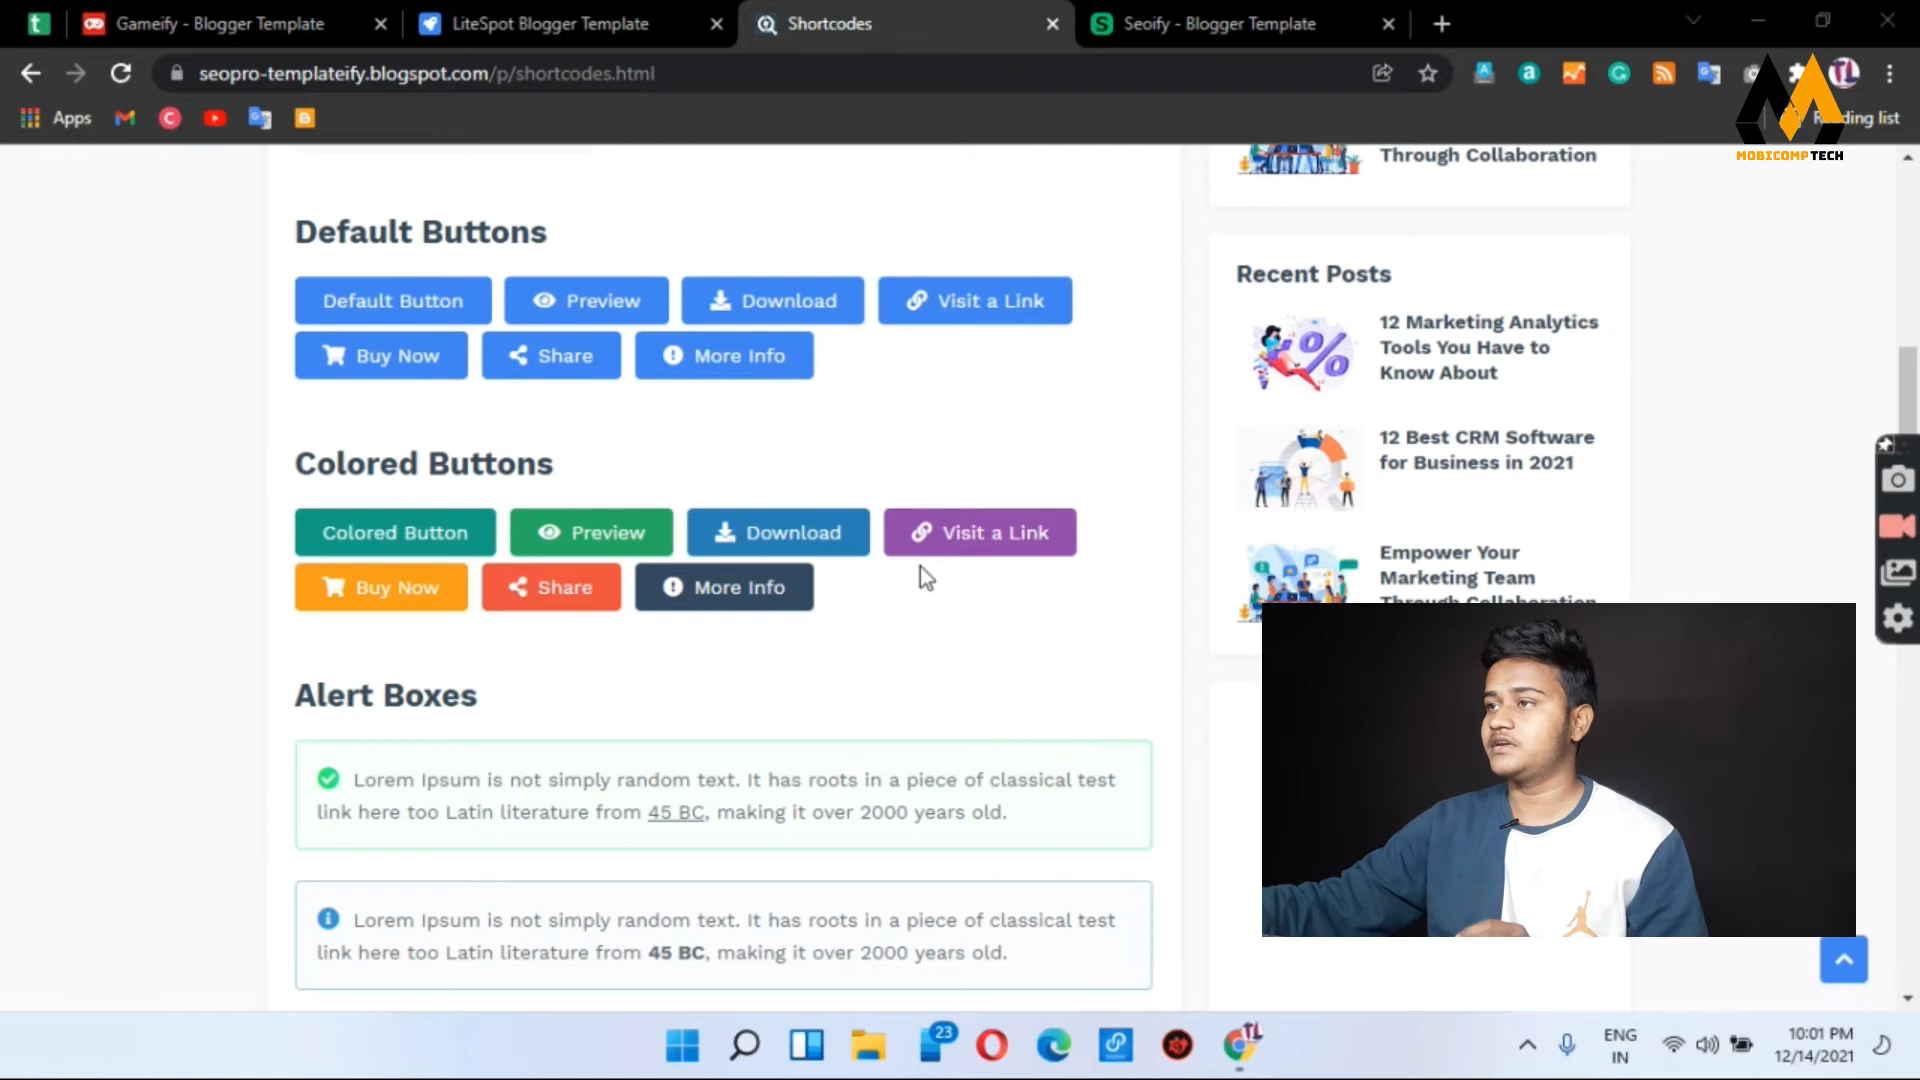 Gameify - Blogger Template
LiteSpot Blogger Template
Shortcodes
Seoify - Blogger Template
seopro-templateify.blogspot.com/p/shortcodes.html
Apps
MOBICOMPTECH
Through Collaboration
Default Buttons
Default Button
Preview
Download
Visit a Link
Buy Now
Share
More Info
Colored Buttons
Colored Button
Preview
Download
Visit a Link
Buy Now
Share
More Info
Alert Boxes
Lorem Ipsum is not simply random text. It has roots in a piece of classical test
link here too Latin literature from 45 BC, making it over 2000 years old.
Lorem Ipsum is not simply random text. It has roots in a piece of classical test
link here too Latin literature from 45 BC, making it over 2000 years old.
Recent Posts
12 Marketing Analytics
Tools You Have to
Know About
12 Best CRM Software
for Business in 2021
Empower Your
Marketing Team
Through Collaboration
23
TL
ENG
IN
10:01 PM
12/14/2021